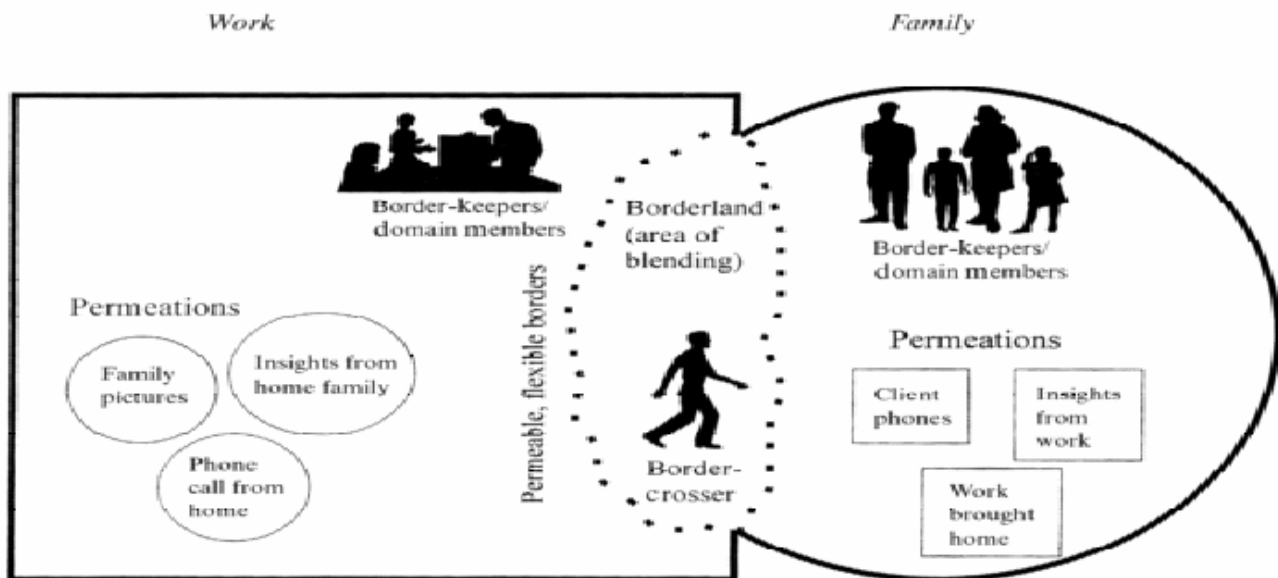 Work
Family
Border-keepers/
domain members
Borderland
(area of
blending)
Border-keepers/
domain members
Permeable, flexible borders
Permeations
Family
pictures
Insights from
home family
Phone
call from
home
Border-
crosser
Permeations
Client
phones
Insights
from
work
Work
brought
home